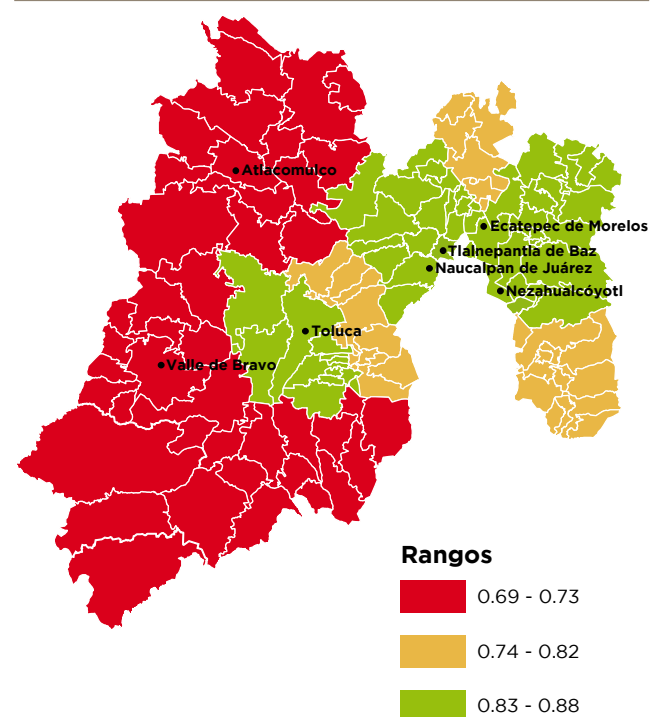 Atlacomulco
Ecatepec de Morelos
Tlalnepantla de Baz
Naucalpan de Juárez
Nezahualcóyotl
Toluca
Valle de Bravo
Rangos
0.69 - 0.73
0.74 - 0.82
0.83 - 0.88